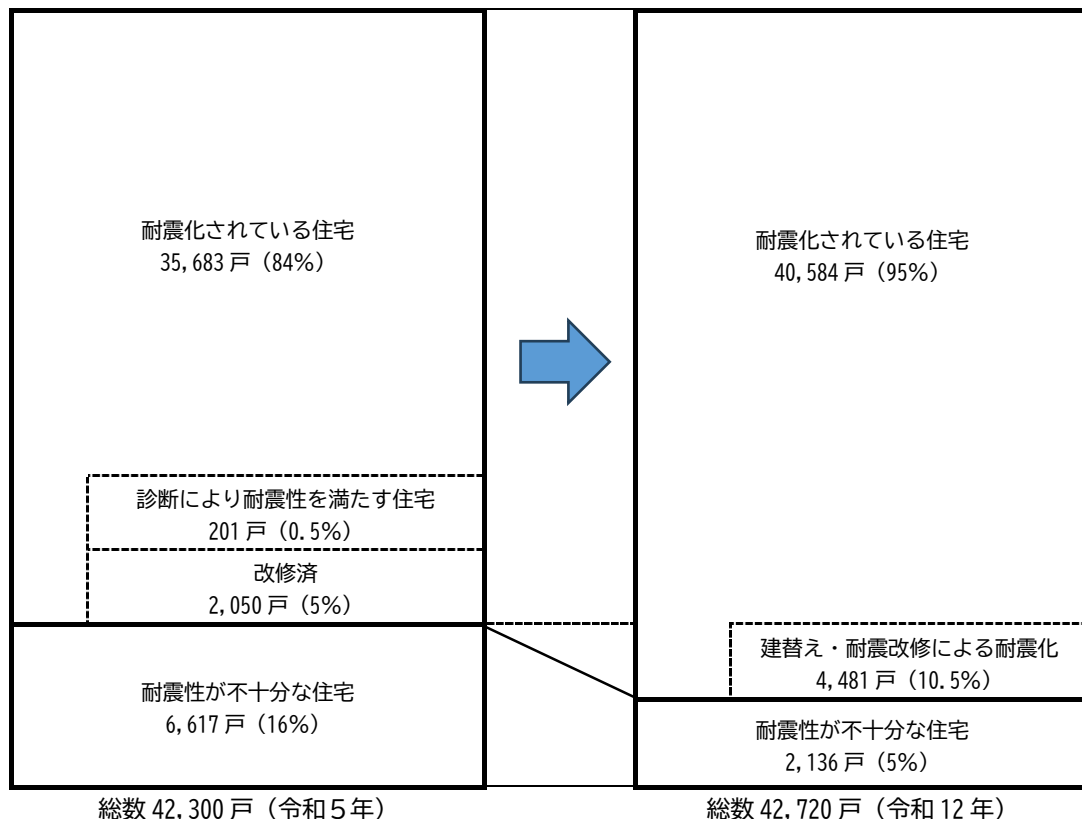 耐震化されている住宅
35,683 戸（84%）
診断により耐震性を満たす住宅
201 戸（0.5%）
改修済
2,050 戸（5%）
耐震性が不十分な住宅
6,617 戸（16%）
総数 42,300 戸（令和５年）
耐震化されている住宅
40,584 戸（95%）
建替え・耐震改修による耐震化
4,481 戸（10.5%）
耐震性が不十分な住宅
2,136 戸（5%）
総数 42,720 戸（令和 12 年）